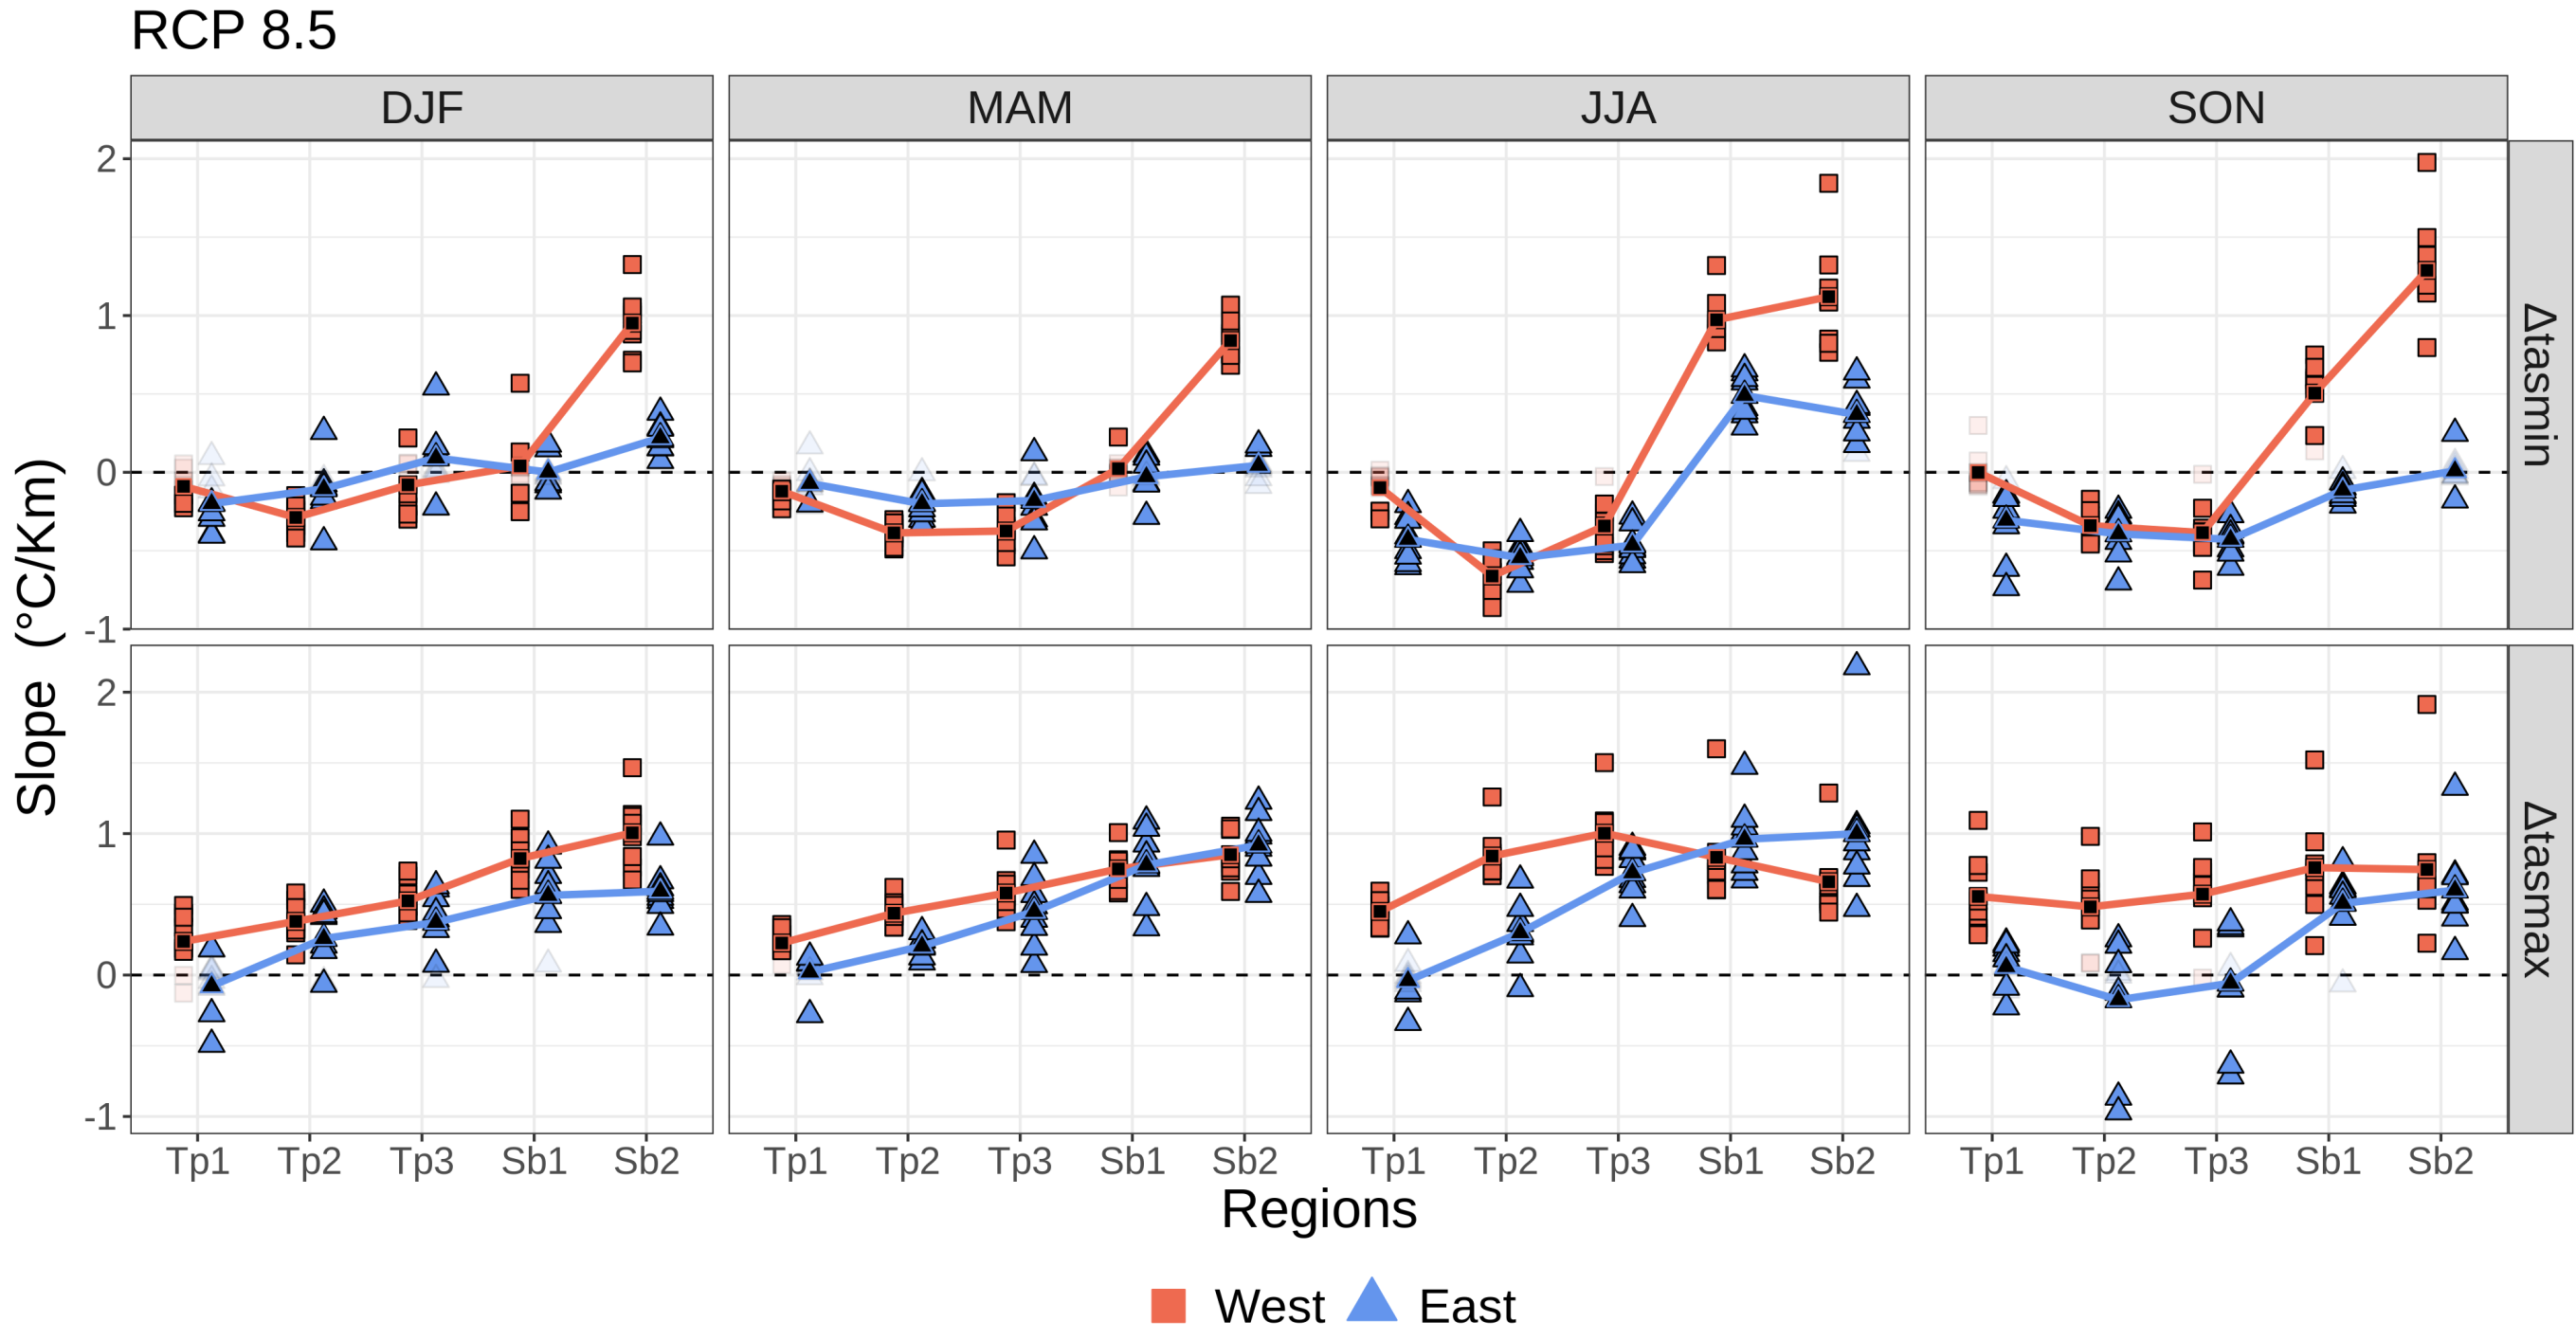 RCP 8.5
DJF MAM JJA SON
2
1
0
-1
Δtasmin
2
1
0
-1
Δtasmax
Slope (°C/Km)
Tp1 Tp2 Tp3 Sb1 Sb2 Tp1 Tp2 Tp3 Sb1 Sb2 Tp1 Tp2 Tp3 Sb1 Sb2 Tp1 Tp2 Tp3 Sb1 Sb2
Regions
West East